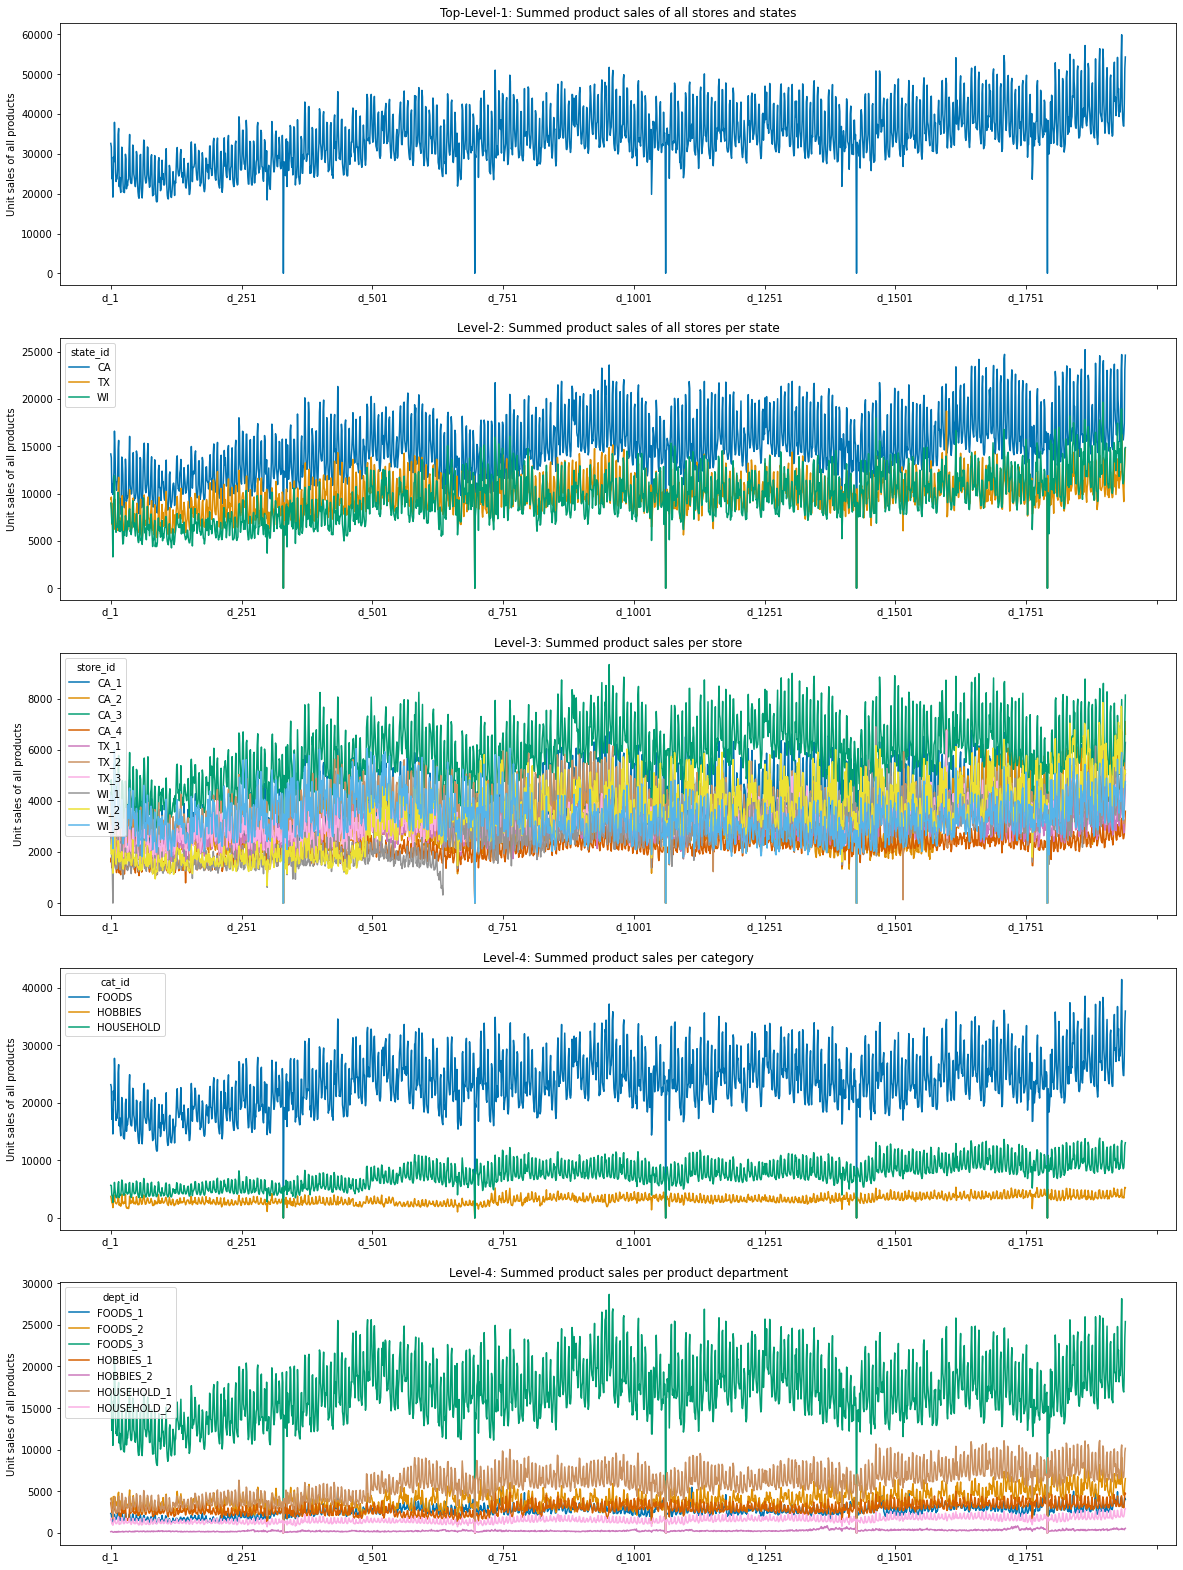 Top-Level-1: Summed product sales of all stores and states
Unit sales of all products
60000
50000
40000
30000
20000
10000
0
d_1 d_251 d_501 d_751 d_1001 d_1251 d_1501 d_1751
Level-2: Summed product sales of all stores per state
Unit sales of all products
25000
20000
15000
10000
5000
0
state_id
CA
TX
WI
d_1 d_251 d_501 d_751 d_1001 d_1251 d_1501 d_1751
Level-3: Summed product sales per store
Unit sales of all products
8000
6000
4000
2000
0
store_id
CA_1
CA_2
CA_3
CA_4
TX_1
TX_2
TX_3
WI_1
WI_2
WI_3
d_1 d_251 d_501 d_751 d_1001 d_1251 d_1501 d_1751
Level-4: Summed product sales per category
Unit sales of all products
40000
30000
20000
10000
0
cat_id
FOODS
HOBBIES
HOUSEHOLD
d_1 d_251 d_501 d_751 d_1001 d_1251 d_1501 d_1751
Level-4: Summed product sales per product department
Unit sales of all products
30000
25000
20000
15000
10000
5000
0
dept_id
FOODS_1
FOODS_2
FOODS_3
HOBBIES_1
HOBBIES_2
HOUSEHOLD_1
HOUSEHOLD_2
d_1 d_251 d_501 d_751 d_1001 d_1251 d_1501 d_1751